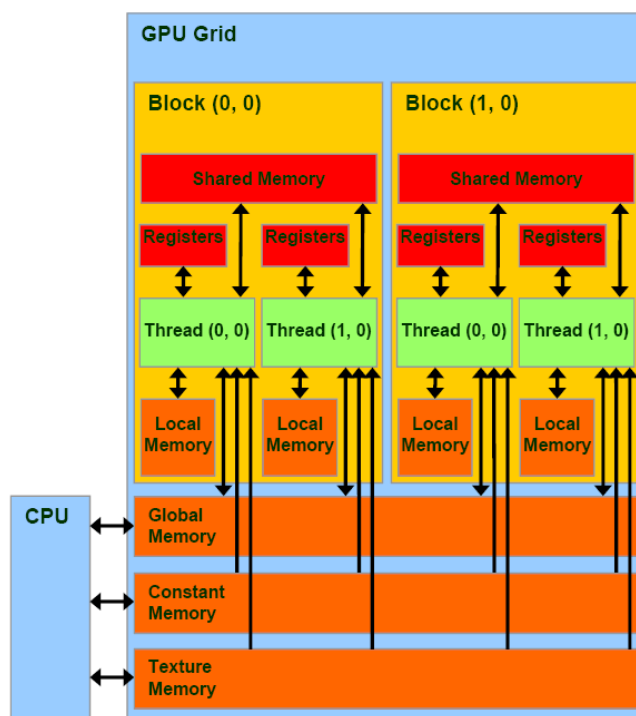 GPU Grid
Block (0, 0)
Block (1, 0)
Shared Memory
Shared Memory
Registers
Registers
Registers
Registers
Thread (0, 0)
Thread (1, 0)
Thread (0, 0)
Thread (1, 0)
Local
Memory
Local
Memory
Local
Memory
Local
Memory
CPU
Global
Memory
Constant
Memory
Texture
Memory